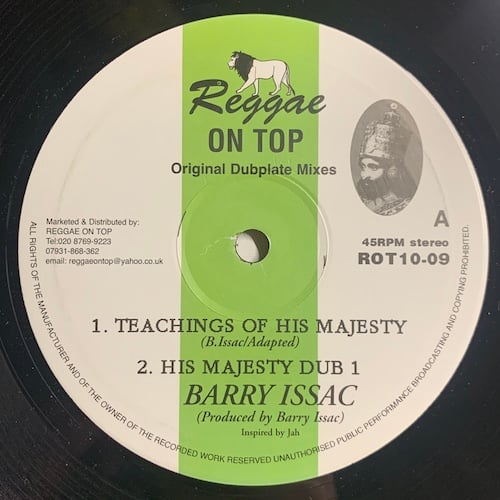 Reggae
ON TOP
Original Dubplate Mixes
Marketed & Distributed by:
REGGAE ON TOP
Tel:020 8769-9223
07931-868-362
email: reggaeontop@yahoo.co.uk
A
45RPM stereo
ROT10-09
1. TEACHINGS OF HIS MAJESTY
(B.Issac/Adapted)
2. HIS MAJESTY DUB 1
BARRY ISSAC
(Produced by Barry Issac)
Inspired by Jah
ALL RIGHTS OF THE MANUFACTURER AND OF THE OWNER OF THE RECORDED WORK RESERVED UNAUTHORISED PUBLIC PERFORMANCE BROADCASTING AND COPYING PROHIBITED.